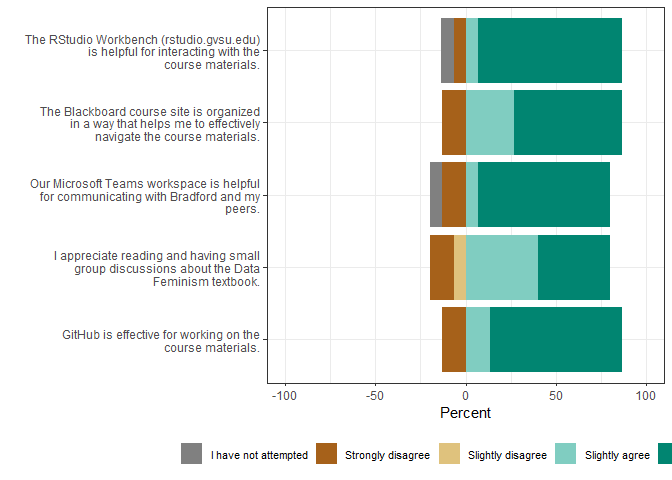 The RStudio Workbench (rstudio.gvsu.edu)
is helpful for interacting with the
course materials.
The Blackboard course site is organized
in a way that helps me to effectively
navigate the course materials.
Our Microsoft Teams workspace is helpful
for communicating with Bradford and my
peers.
I appreciate reading and having small
group discussions about the Data
Feminism textbook.
GitHub is effective for working on the
course materials.
-100 -50 0 50 100
Percent
I have not attempted Strongly disagree Slightly disagree Slightly agree